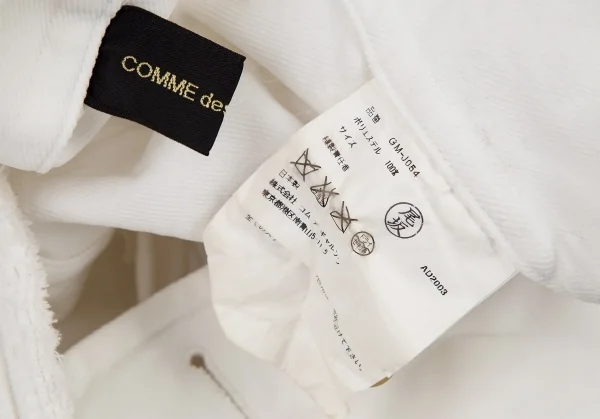 COMME des
品番 GM-J054
ポリエステル 100%
サイズ
縫製責任者
尾坂
日本製
株式会社 コム デ ギャルソン
東京都港区南青山5-11-5
AD2003